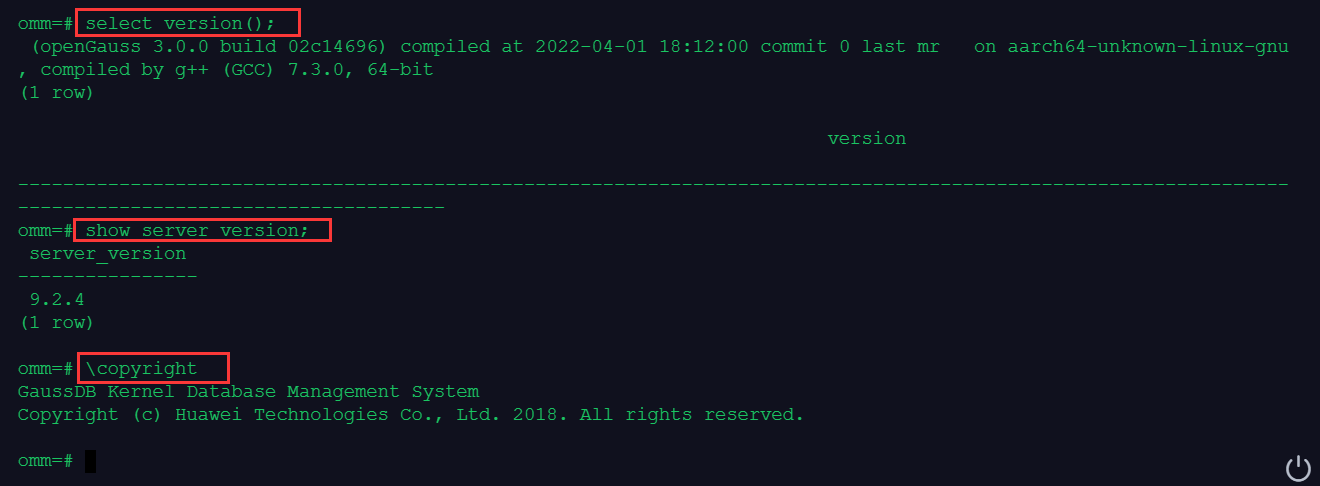 omm=# select version();
(openGauss 3.0.0 build 02c14696) compiled at 2022-04-01 18:12:00 commit 0 last mr   on aarch64-unknown-linux-gnu
, compiled by g++ (GCC) 7.3.0, 64-bit
(1 row)
version
-----------------------------------------------------------------------------------------------------------------
--------------------------------------
omm=# show server_version;
server_version
----------------
9.2.4
(1 row)
omm=# \copyright
GaussDB Kernel Database Management System
Copyright (c) Huawei Technologies Co., Ltd. 2018. All rights reserved.
omm=#